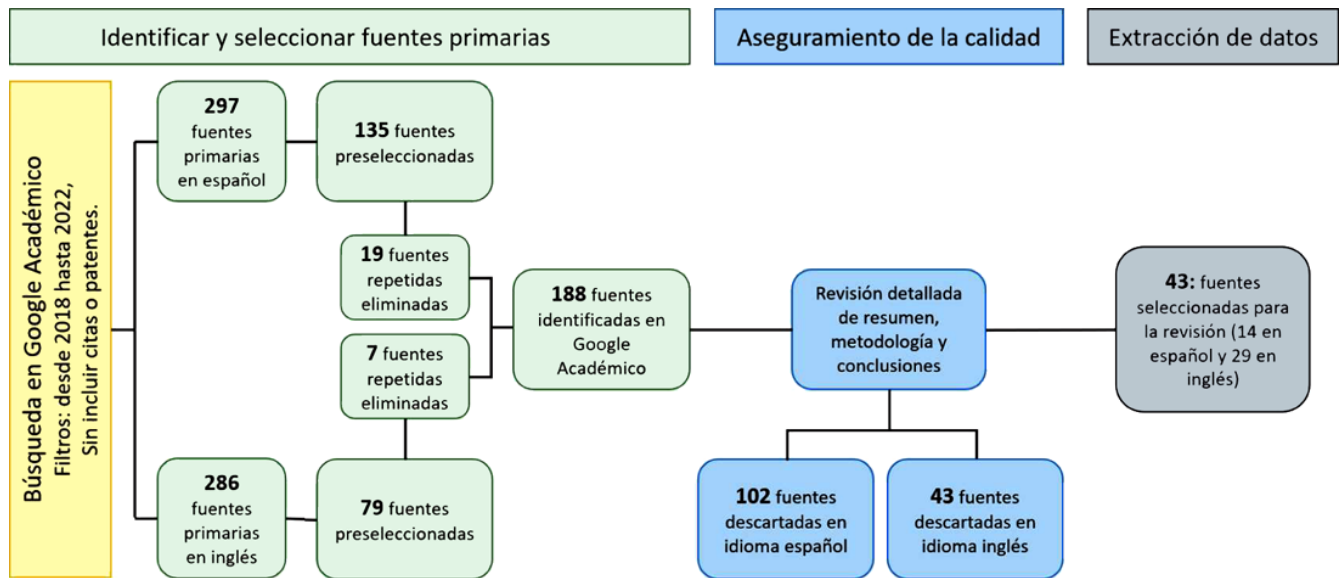 Identificar y seleccionar fuentes primarias
Aseguramiento de la calidad
Extracción de datos
Búsqueda en Google Académico
Filtros: desde 2018 hasta 2022,
Sin incluir citas o patentes.
297
fuentes
primarias
en español
135 fuentes
preseleccionadas
19 fuentes
repetidas
eliminadas
7 fuentes
repetidas
eliminadas
286
fuentes
primarias
en inglés
79 fuentes
preseleccionadas
188 fuentes
identificadas en
Google
Académico
Revisión detallada
de resumen,
metodología y
conclusiones
102 fuentes
descartadas en
idioma español
43 fuentes
descartadas en
idioma inglés
43: fuentes
seleccionadas para
la revisión (14 en
español y 29 en
inglés)